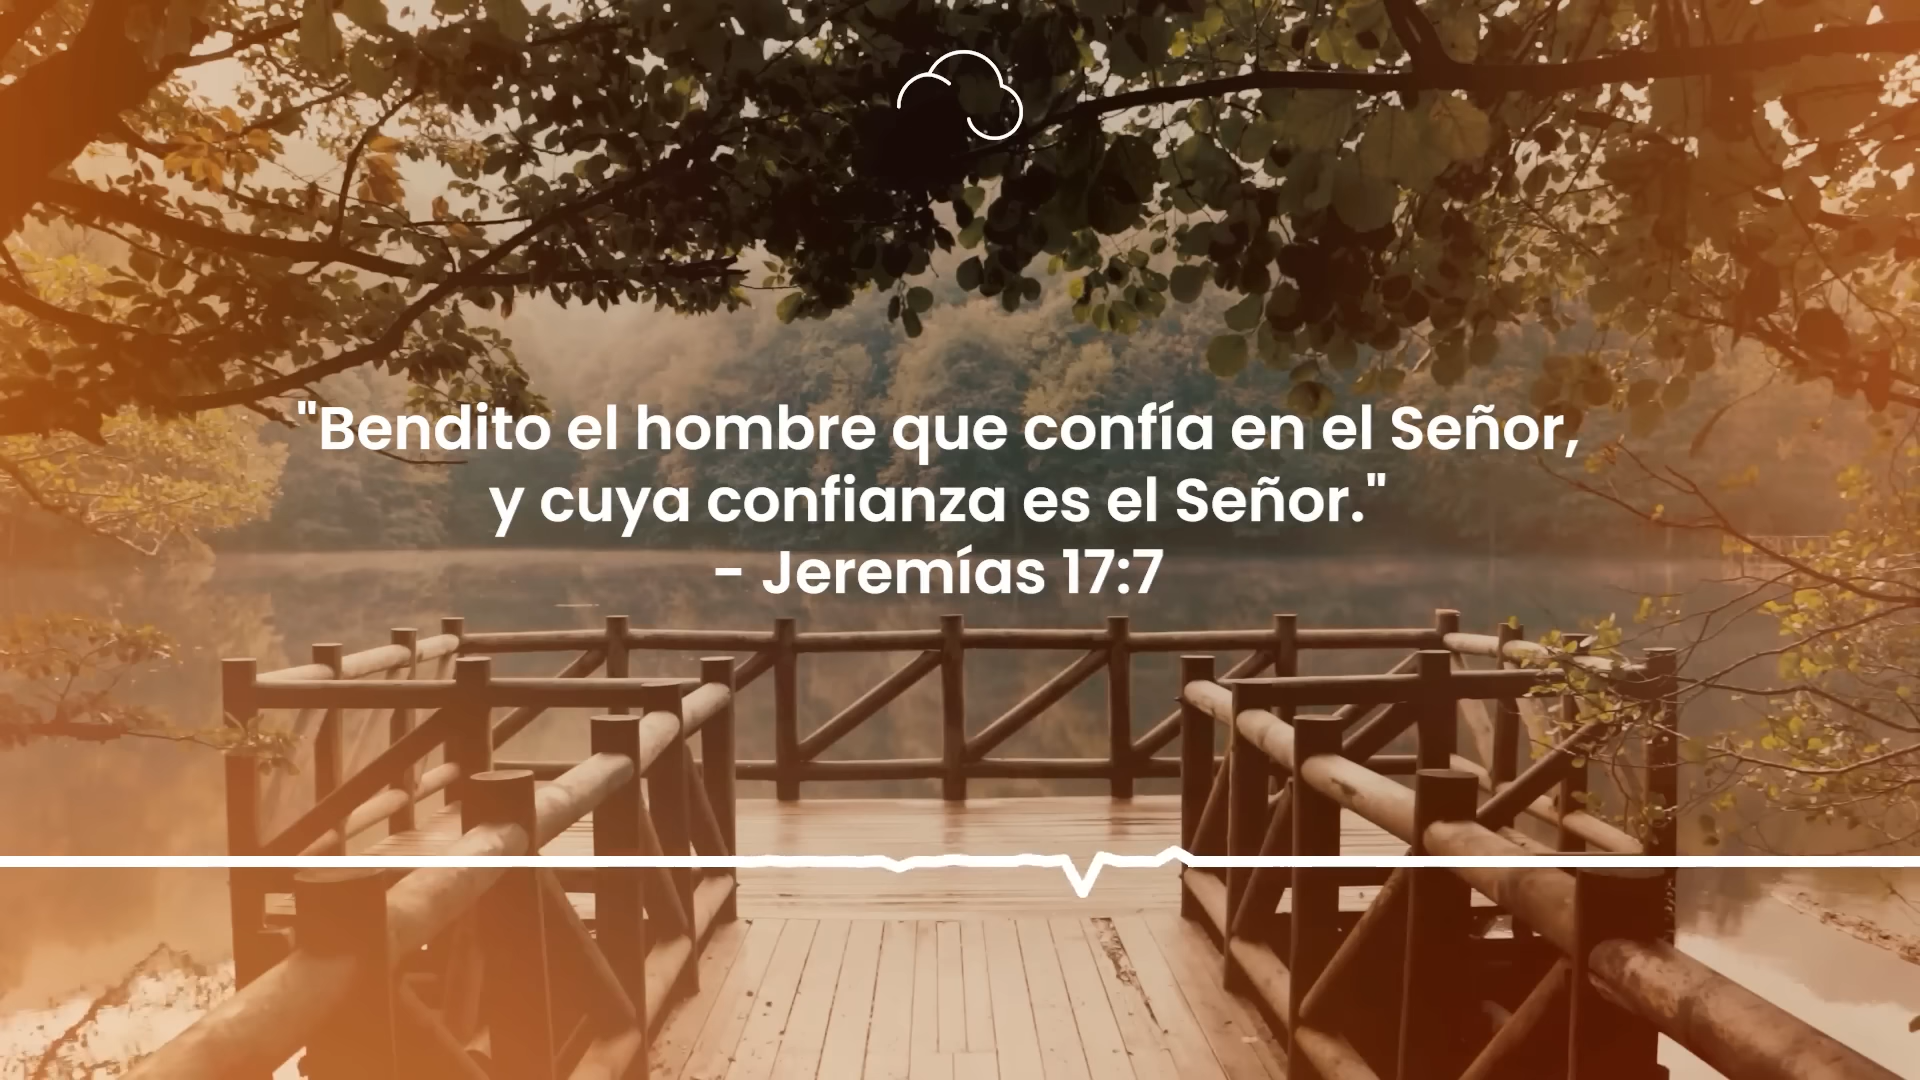 "Bendito el hombre que confía en el Señor,
y cuya confianza es el Señor."
- Jeremías 17:7